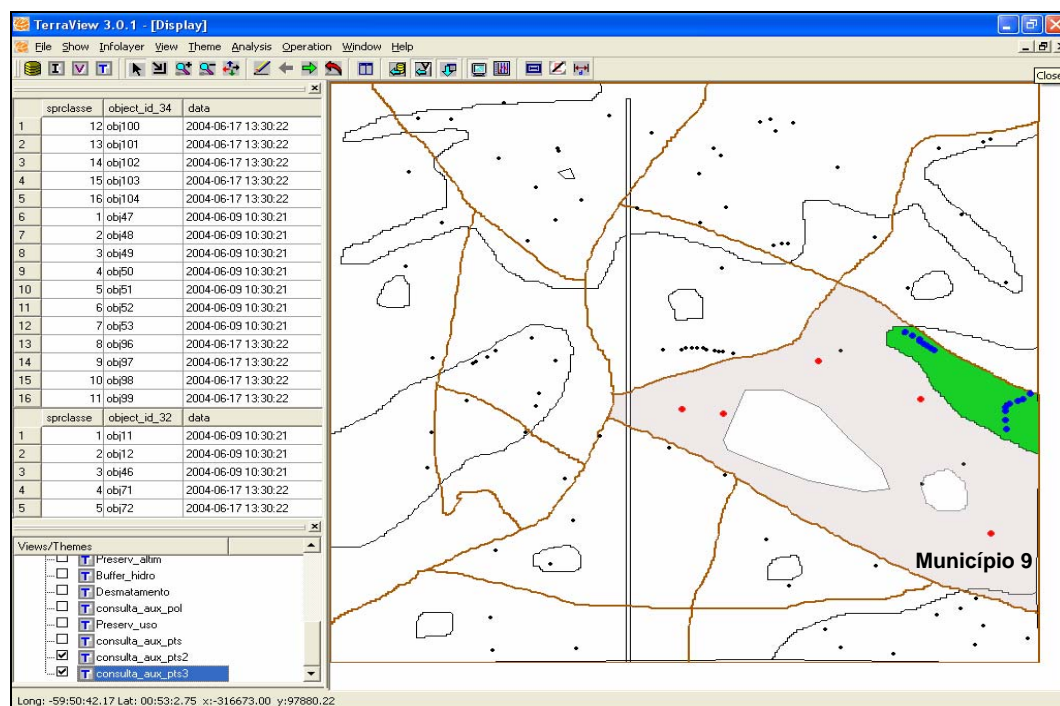 TerraView 3.0.1 - [Display]
File Show Infolayer View Theme Analysis Operation Window Help
I V T
Close
sprclasse object_id_34 data
1 12 obj100 2004-06-17 13:30:22
2 13 obj101 2004-06-17 13:30:22
3 14 obj102 2004-06-17 13:30:22
4 15 obj103 2004-06-17 13:30:22
5 16 obj104 2004-06-17 13:30:22
6 1 obj47 2004-06-09 10:30:21
7 2 obj48 2004-06-09 10:30:21
8 3 obj49 2004-06-09 10:30:21
9 4 obj50 2004-06-09 10:30:21
10 5 obj51 2004-06-09 10:30:21
11 6 obj52 2004-06-09 10:30:21
12 7 obj53 2004-06-09 10:30:21
13 8 obj96 2004-06-17 13:30:22
14 9 obj97 2004-06-17 13:30:22
15 10 obj98 2004-06-17 13:30:22
16 11 obj99 2004-06-17 13:30:22
sprclasse object_id_32 data
1 1 obj11 2004-06-09 10:30:21
2 2 obj12 2004-06-09 10:30:21
3 3 obj46 2004-06-09 10:30:21
4 4 obj71 2004-06-17 13:30:22
5 5 obj72 2004-06-17 13:30:22
Views/Themes
T Preserv_altim
T Buffer_hidro
T Desmatamento
T consulta_aux_pol
T Preserv_uso
T consulta_aux_pts
T consulta_aux_pts2
T consulta_aux_pts3
Município 9
Long: -59:50:42.17 Lat: 00:53:2.75 x:-316673.00 y:97880.22